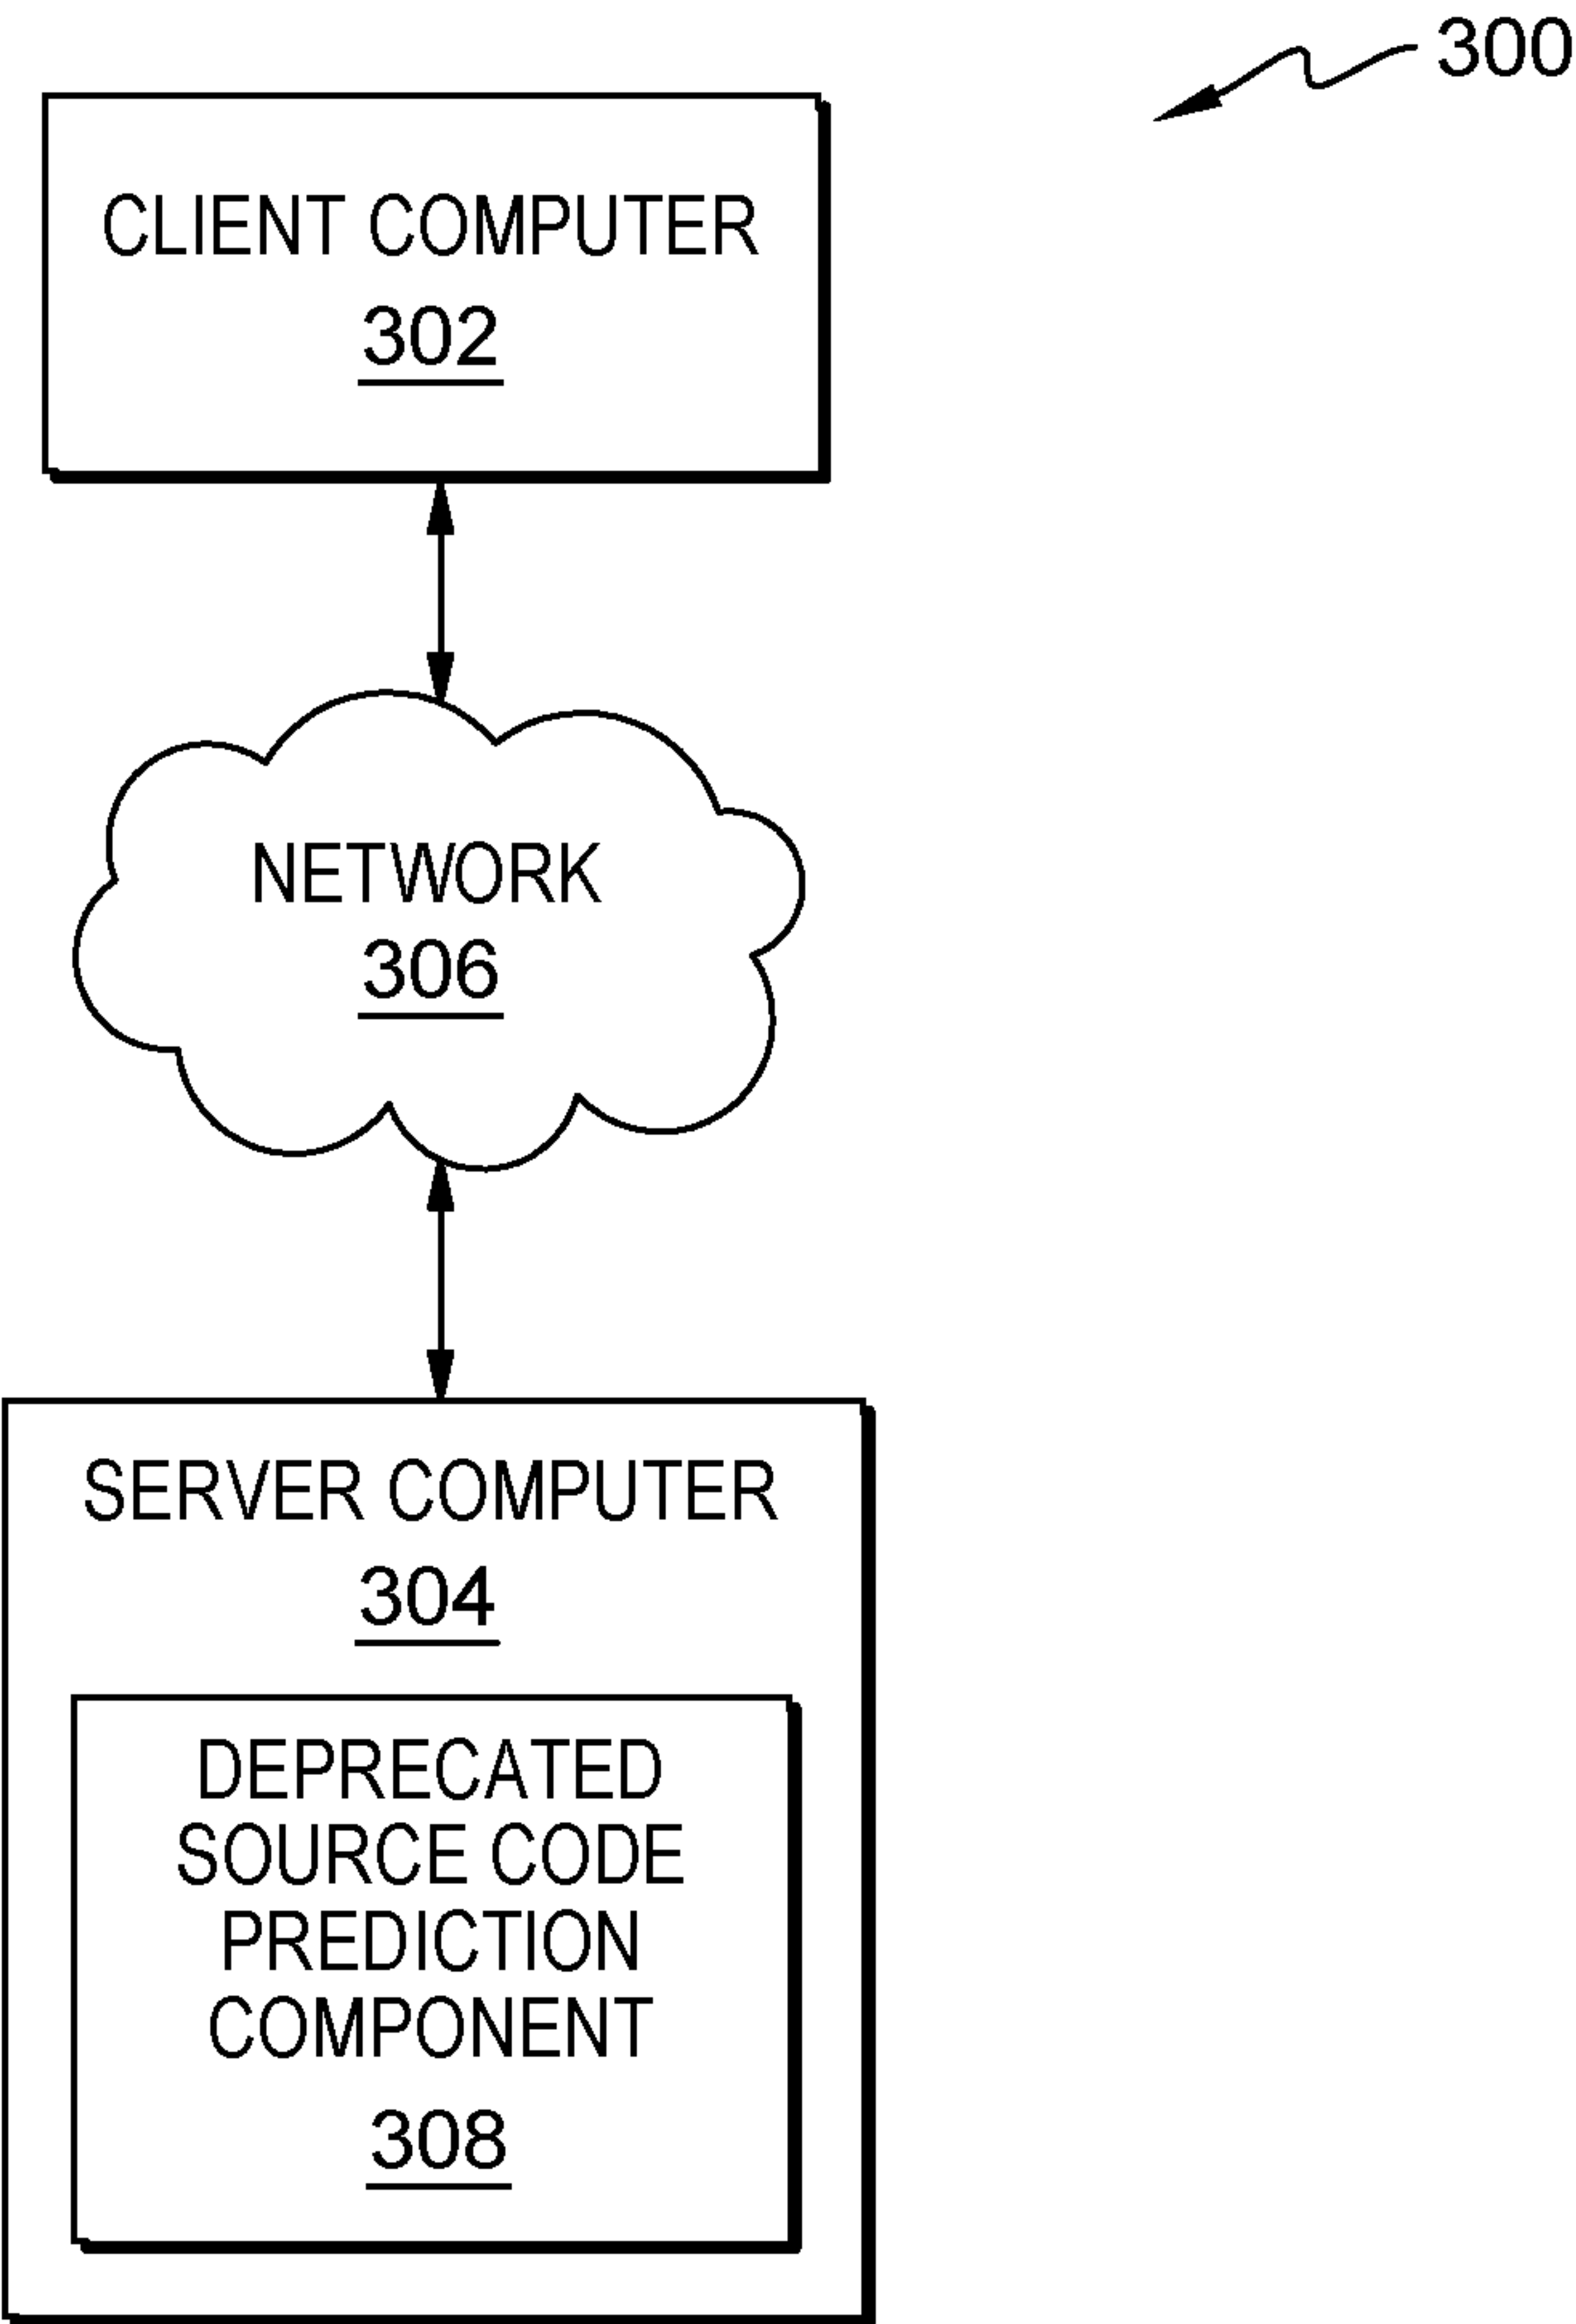 300
CLIENT COMPUTER
302
NETWORK
306
SERVER COMPUTER
304
DEPRECATED
SOURCE CODE
PREDICTION
COMPONENT
308